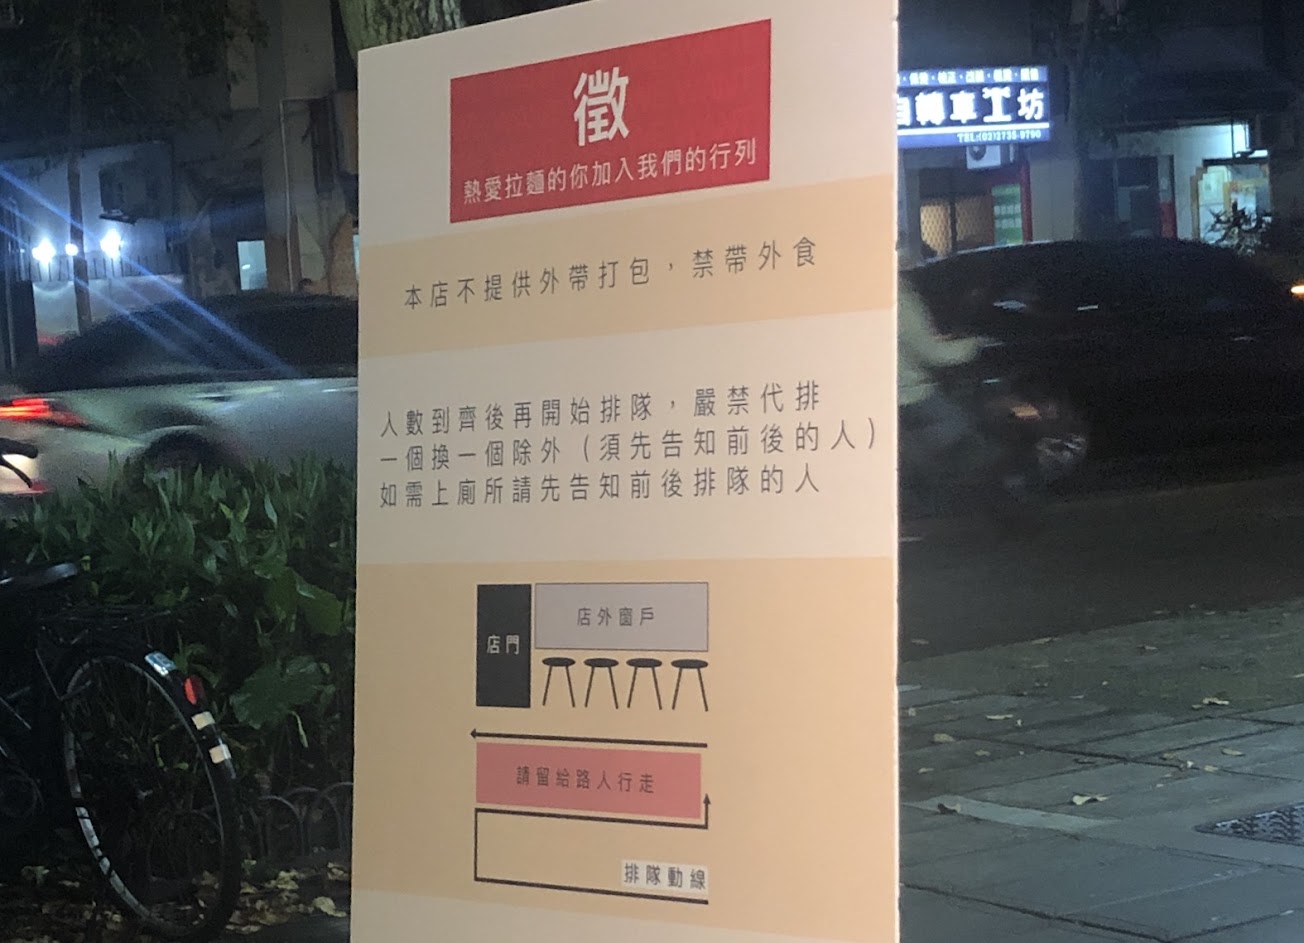 徵
熱愛拉麵的你加入我們的行列
本店不提供外帶打包，禁帶外食
人數到齊後再開始排隊，嚴禁代排
一個換一個除外（須先告知前後的人）
如需上廁所請先告知前後排隊的人
店門
店外窗戶
請留給路人行走
排隊動線
自轉車工坊
TEL:(02)2735-0790